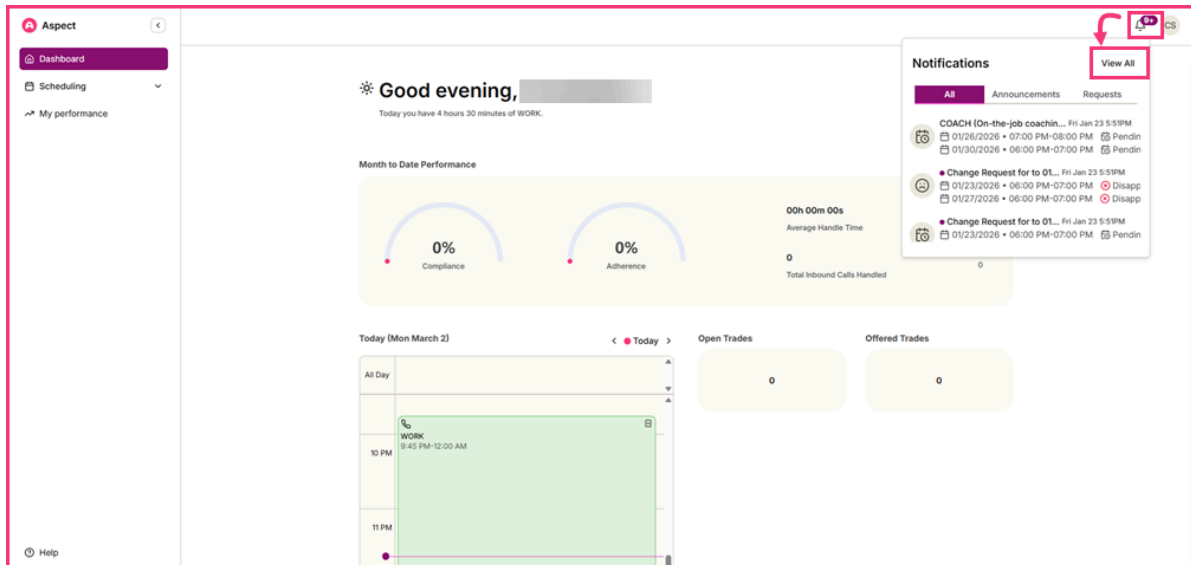 Aspect
Dashboard
Scheduling
My performance
Help
9+
CS
Notifications
View All
All
Announcements
Requests
COACH (On-the-job coachin... Fri Jan 23 5:51PM
01/26/2026 • 07:00 PM-08:00 PM Pendin
01/30/2026 • 06:00 PM-07:00 PM Pendin
Change Request for to 01... Fri Jan 23 5:51PM
01/23/2026 • 06:00 PM-07:00 PM Disapp
01/27/2026 • 06:00 PM-07:00 PM Disapp
Change Request for to 01... Fri Jan 23 5:51PM
01/23/2026 • 06:00 PM-07:00 PM Pendin
Good evening,
Today you have 4 hours 30 minutes of WORK.
Month to Date Performance
0%
Compliance
0%
Adherence
00h 00m 00s
Average Handle Time
0
Total Inbound Calls Handled
0
Today (Mon March 2)
Today
All Day
WORK
9:45 PM-12:00 AM
10 PM
11 PM
Open Trades
0
Offered Trades
0